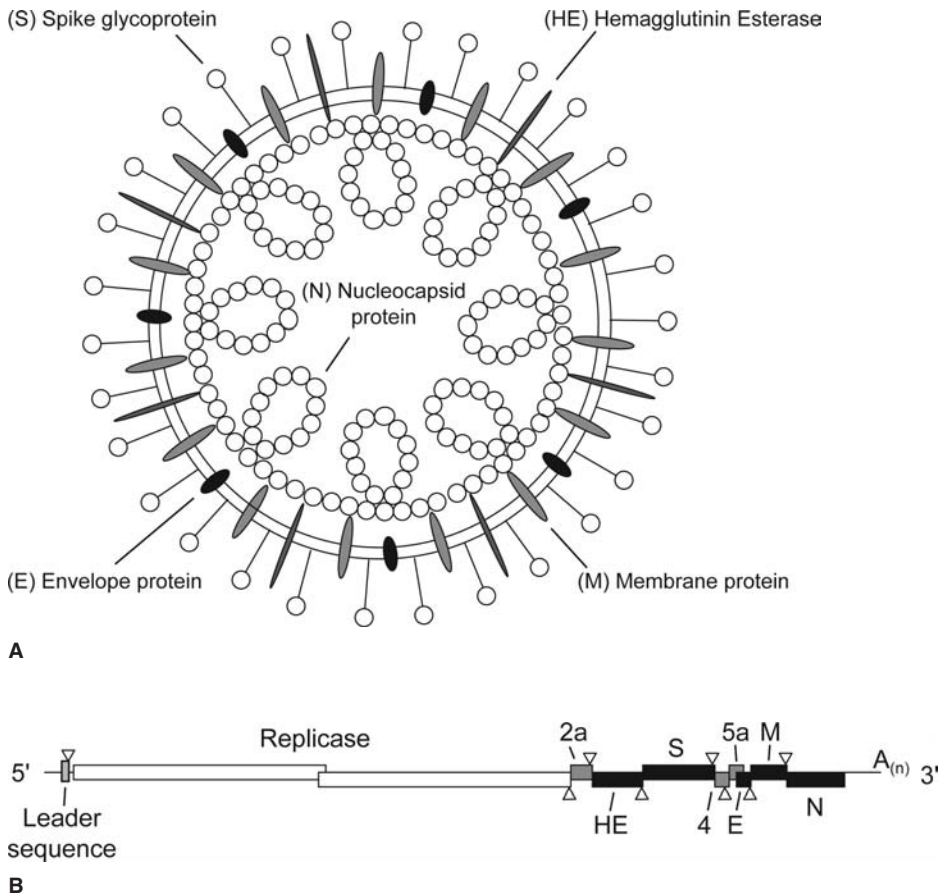 (S) Spike glycoprotein
(HE) Hemagglutinin Esterase
(N) Nucleocapsid
protein
(E) Envelope protein
(M) Membrane protein
A
2a
5a
M
S
Replicase
A(n)
5'
3'
Leader
sequence
HE
4
E
N
B